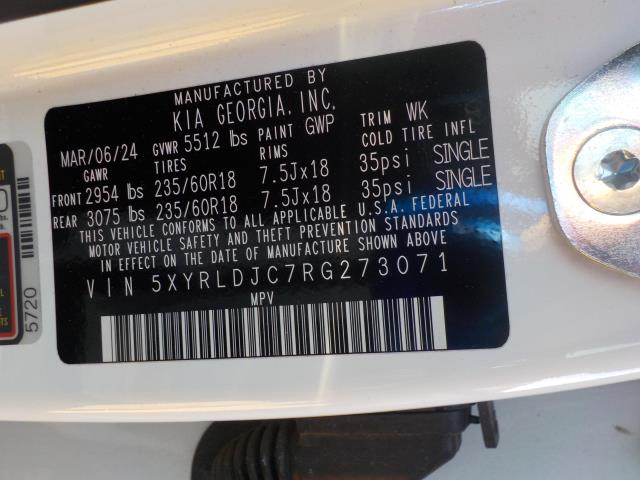 MANUFACTURED BY
KIA GEORGIA, INC.
MAR/06/24 GVWR 5512 lbs PAINT GWP TRIM WK
GAWR TIRES RIMS COLD TIRE INFL
FRONT 2954 lbs 235/60R18 7.5Jx18 35psi SINGLE
REAR 3075 lbs 235/60R18 7.5Jx18 35psi SINGLE
THIS VEHICLE CONFORMS TO ALL APPLICABLE U.S.A. FEDERAL
MOTOR VEHICLE SAFETY AND THEFT PREVENTION STANDARDS
IN EFFECT ON THE DATE OF MANUFACTURE SHOWN ABOVE
VIN 5XYRLDJC7RG273071
MPV
5720